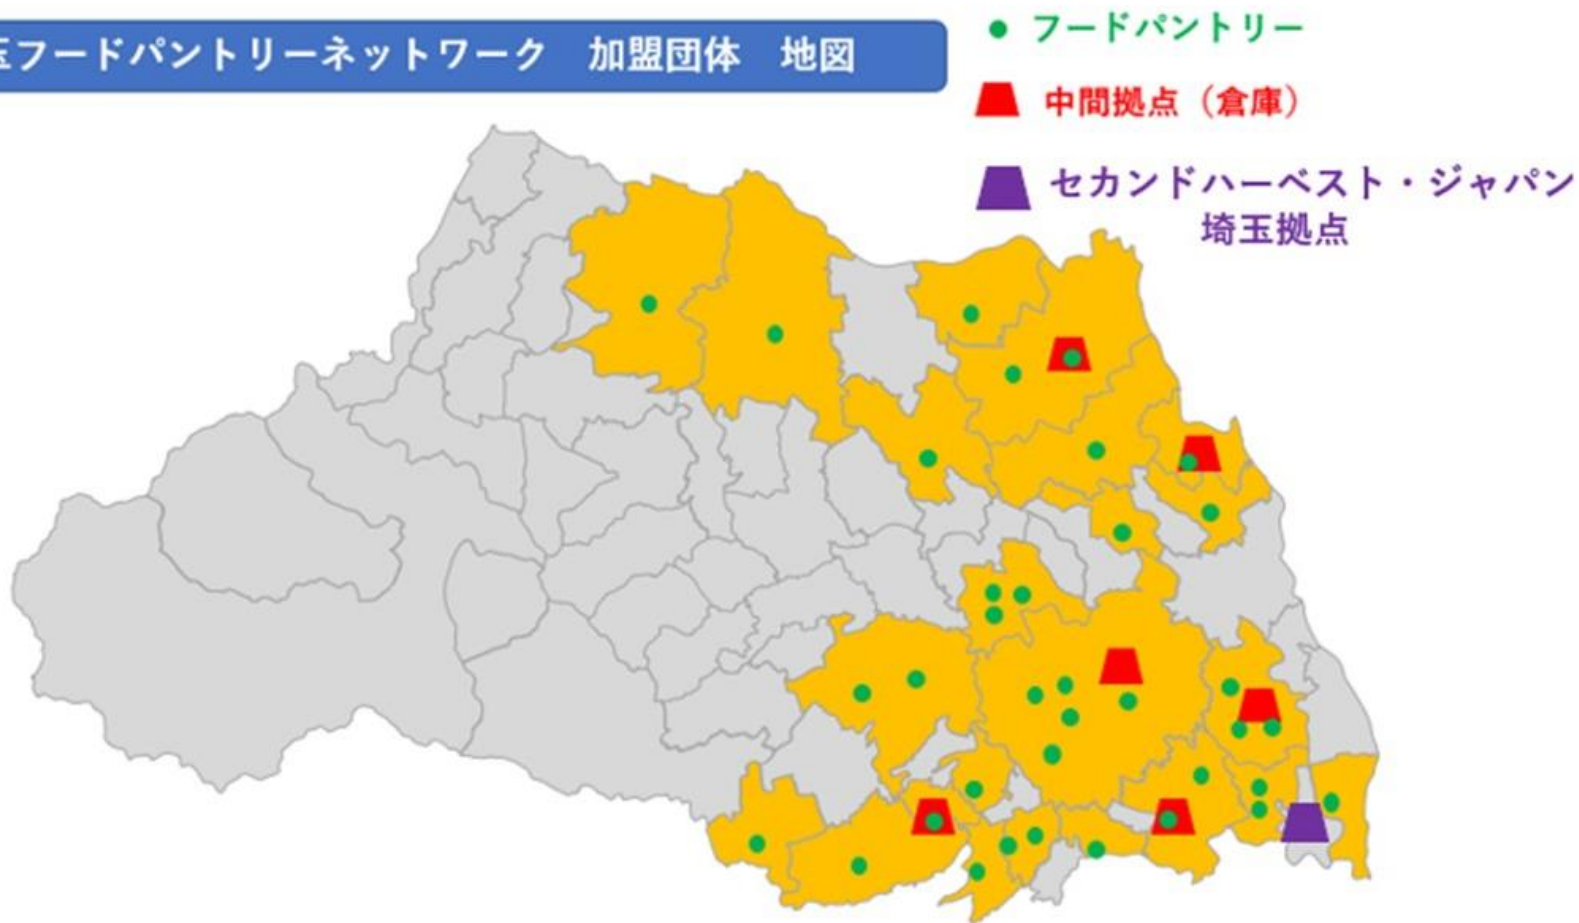 玉フードパントリーネットワーク　加盟団体　地図
フードパントリー
中間拠点（倉庫）
セカンドハーベスト・ジャパン
埼玉拠点